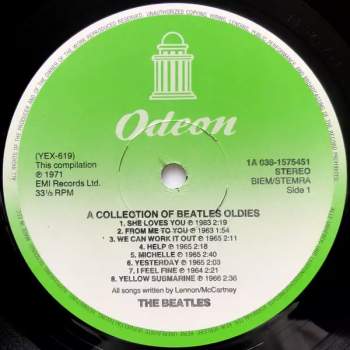 Odeon
(YEX-619)
This compilation
℗ 1971
EMI Records Ltd.
33⅓ RPM
1A 038-1575451
STEREO
BIEM/STEMRA
Side 1
A COLLECTION OF BEATLES OLDIES
1. SHE LOVES YOU ℗ 1963 2:19
2. FROM ME TO YOU ℗ 1963 1:54
3. WE CAN WORK IT OUT ℗ 1965 2:11
4. HELP ℗ 1965 2:18
5. MICHELLE ℗ 1965 2:40
6. YESTERDAY ℗ 1965 2:03
7. I FEEL FINE ℗ 1964 2:21
8. YELLOW SUBMARINE ℗ 1966 2:36
All songs written by Lennon/McCartney
THE BEATLES